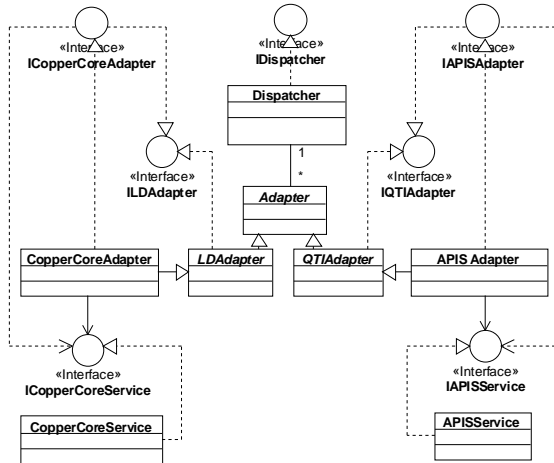 «Interface»
ICopperCoreAdapter
«Interface»
IDispatcher
«Interface»
IAPISAdapter
Dispatcher
1
*
«Interface»
ILDAdapter
«Interface»
IQTIAdapter
Adapter
CopperCoreAdapter
LDAdapter
QTIAdapter
APIS Adapter
«Interface»
ICopperCoreService
«Interface»
IAPISService
CopperCoreService
APISService